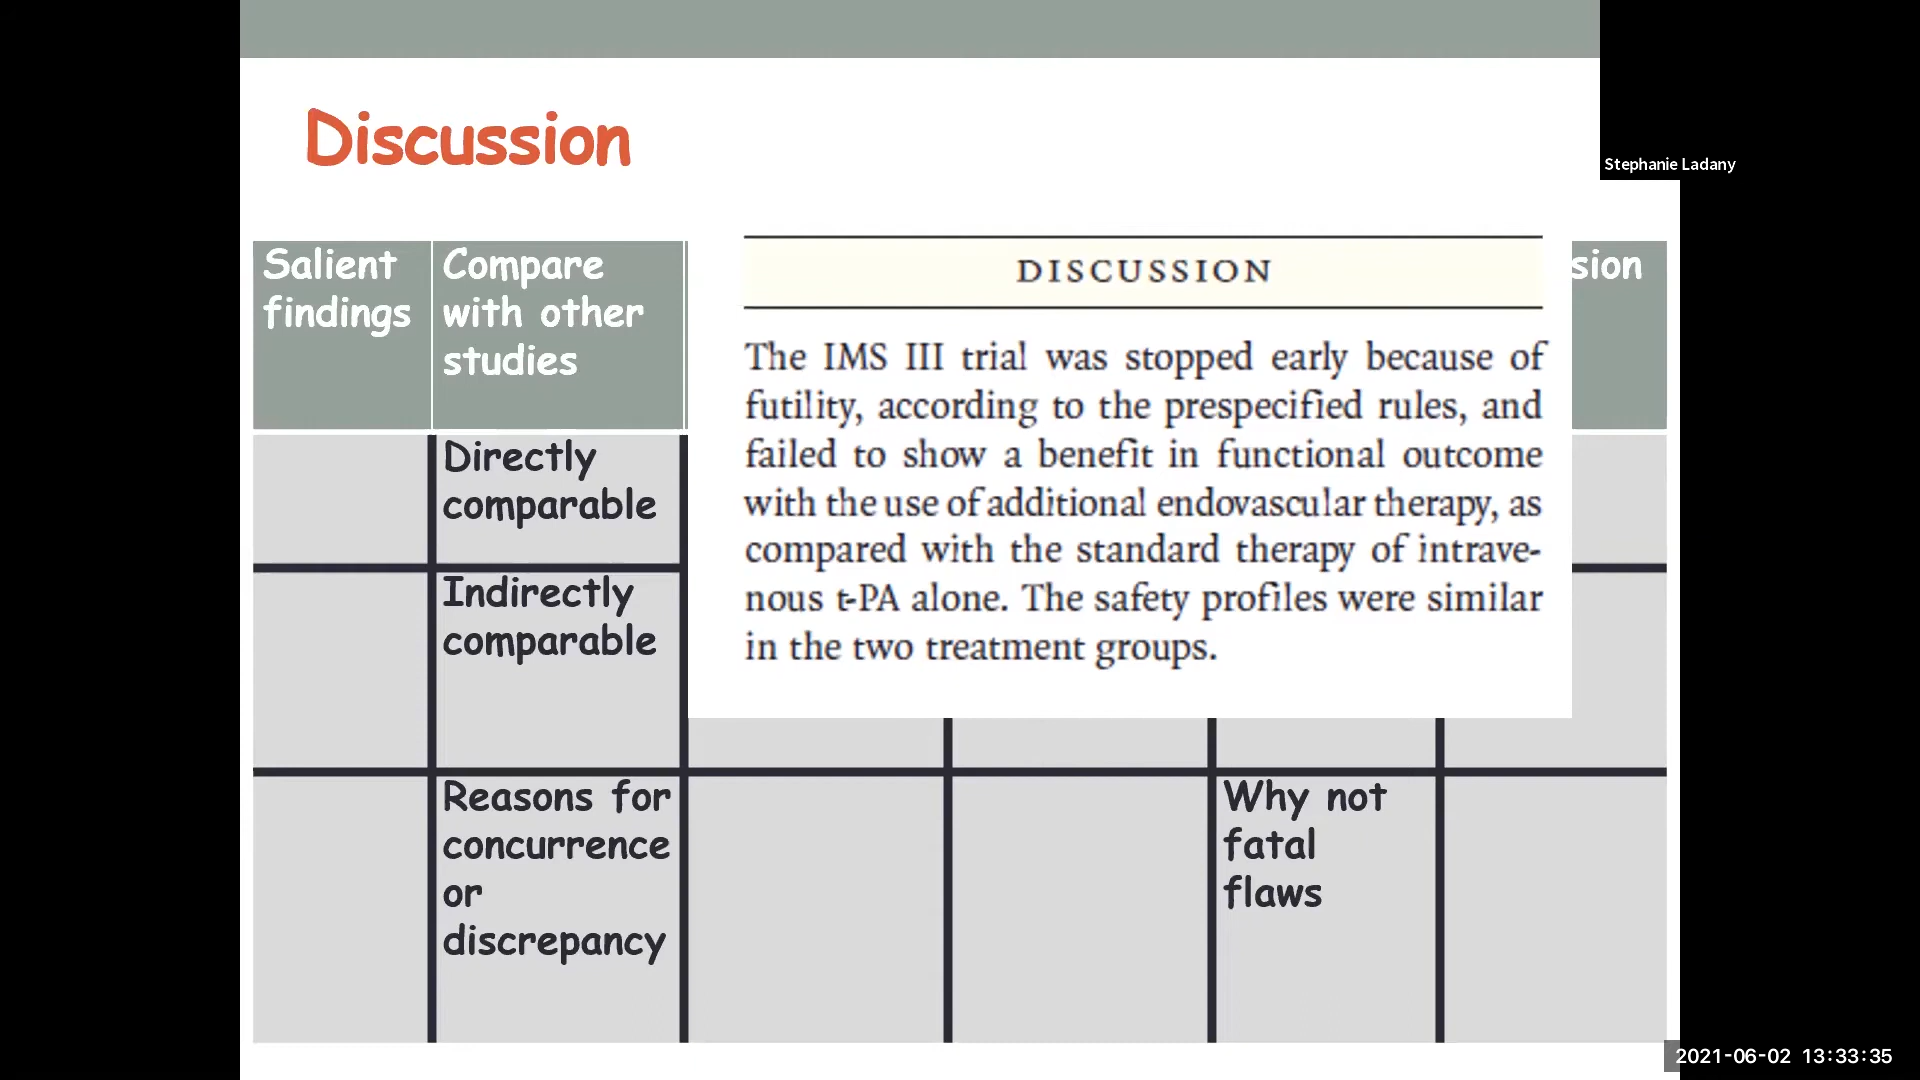 Discussion
Stephanie Ladany
Salient
findings
Compare
with other
studies
sion
DISCUSSION
The IMS III trial was stopped early because of
futility, according to the prespecified rules, and
failed to show a benefit in functional outcome
with the use of additional endovascular therapy, as
compared with the standard therapy of intrave-
nous t-PA alone. The safety profiles were similar
in the two treatment groups.
Directly
comparable
Indirectly
comparable
Reasons for
concurrence
or
discrepancy
Why not
fatal
flaws
2021-06-02 13:33:35